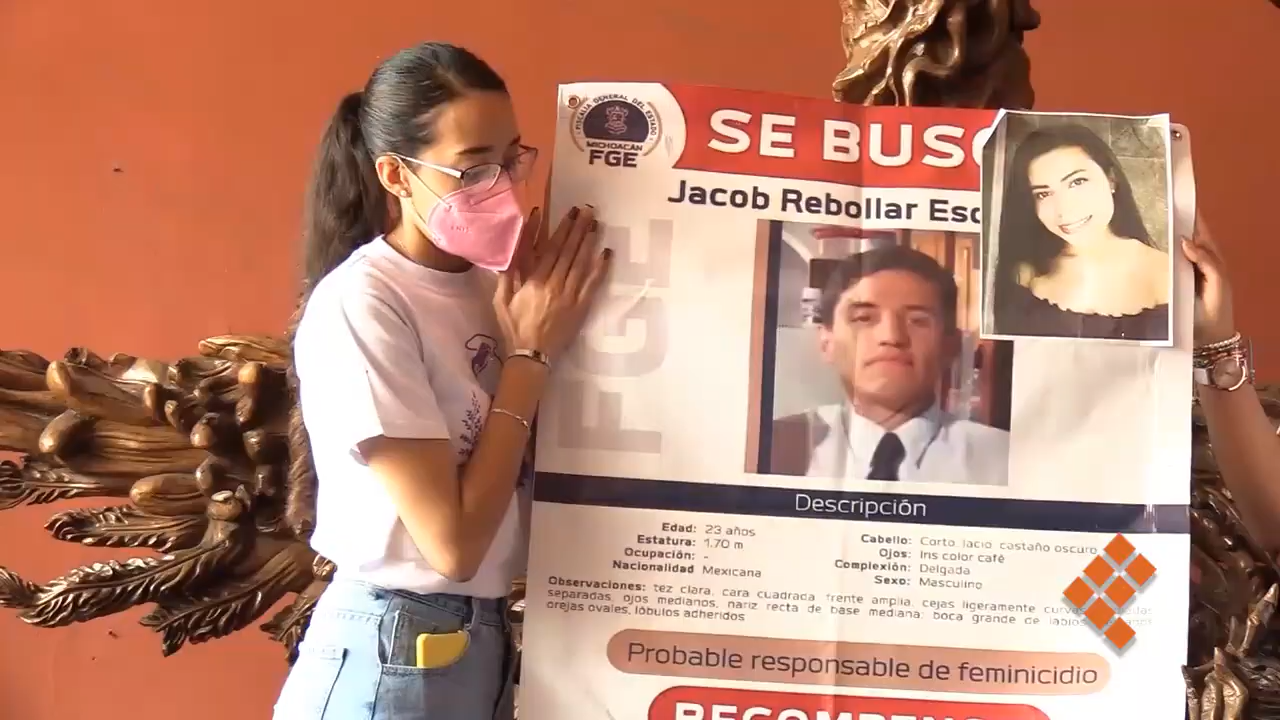 FISCALÍA GENERAL DEL ESTADO
MICHOACÁN
FGE
SE BUSC
Jacob Rebollar Esc
FGE
Descripción
Edad: 23 años
Estatura: 1.70 m
Ocupación: -
Nacionalidad Mexicana
Cabello: Corto, lacio, castaño oscuro
Ojos: Iris color café
Complexión: Delgada
Sexo: Masculino
Observaciones: tez clara, cara cuadrada frente amplia, cejas ligeramente
separadas, ojos medianos, nariz recta de base mediana; boca grande de labios
orejas ovales, lóbulos adheridos
Probable responsable de feminicidio
RECOMPENS